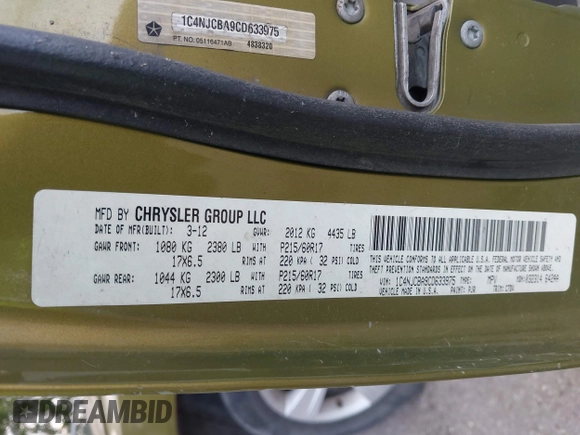 1C4NJCBA9CD633975
PT. NO. 05116471AB 4838320
MFD BY CHRYSLER GROUP LLC
DATE OF MFR(BUILT): 3-12 GVWR: 2012 KG 4435 LB
GAWR FRONT: 1080 KG 2380 LB WITH P215/60R17 TIRES
17X6.5 RIMS AT 220 KPA ( 32 PSI) COLD
GAWR REAR: 1044 KG 2300 LB WITH P215/60R17 TIRES
17X6.5 RIMS AT 220 KPA ( 32 PSI) COLD
THIS VEHICLE CONFORMS TO ALL APPLICABLE U.S.A. FEDERAL MOTOR VEHICLE SAFETY AND
THEFT PREVENTION STANDARDS IN EFFECT ON THE DATE OF MANUFACTURE SHOWN ABOVE.
VIN: 1C4NJCBA9CD633975 TYPE: MPV
VEHICLE MADE IN U.S.A. PAINT: PUR TRIM:
DREAMBID